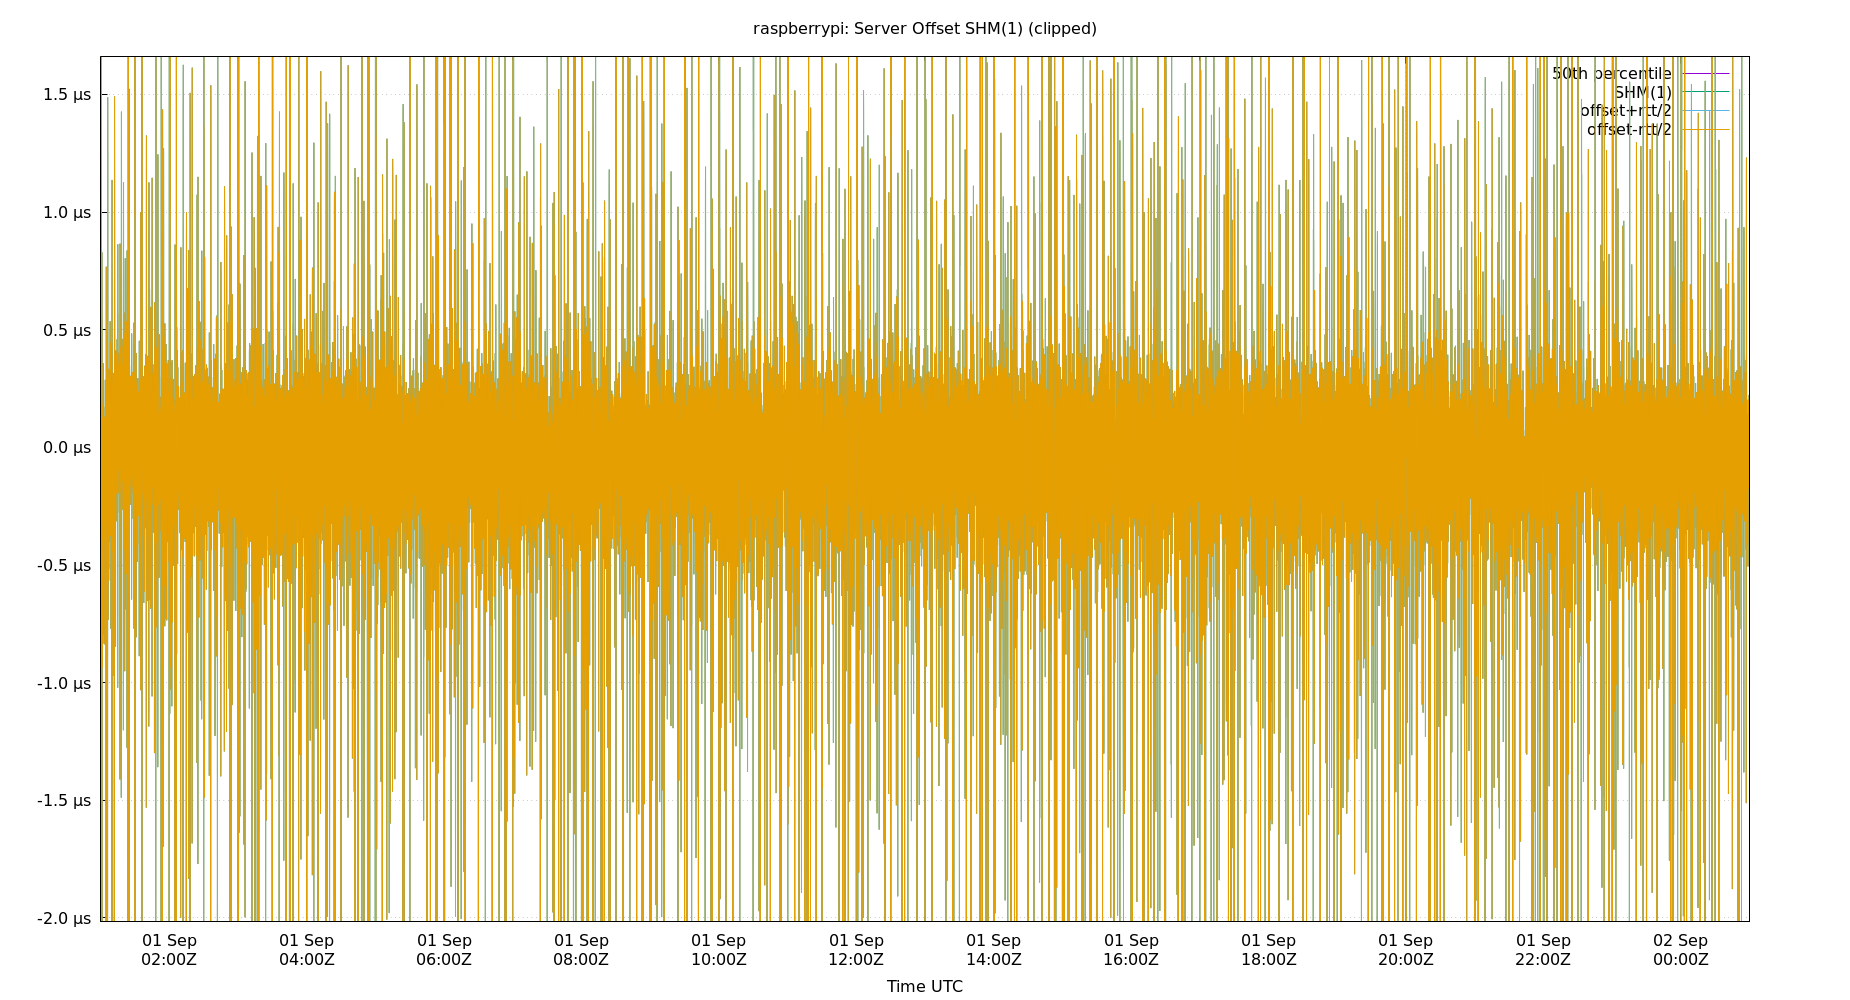 raspberrypi: Server Offset SHM(1) (clipped)
50th percentile
SHM(1)
offset+rtt/2
offset-rtt/2
1.5 µs
1.0 µs
0.5 µs
0.0 µs
-0.5 µs
-1.0 µs
-1.5 µs
-2.0 µs
01 Sep 01 Sep 01 Sep 01 Sep 01 Sep 01 Sep 01 Sep 01 Sep 01 Sep 01 Sep 01 Sep 02 Sep
02:00Z 04:00Z 06:00Z 08:00Z 10:00Z 12:00Z 14:00Z 16:00Z 18:00Z 20:00Z 22:00Z 00:00Z
Time UTC